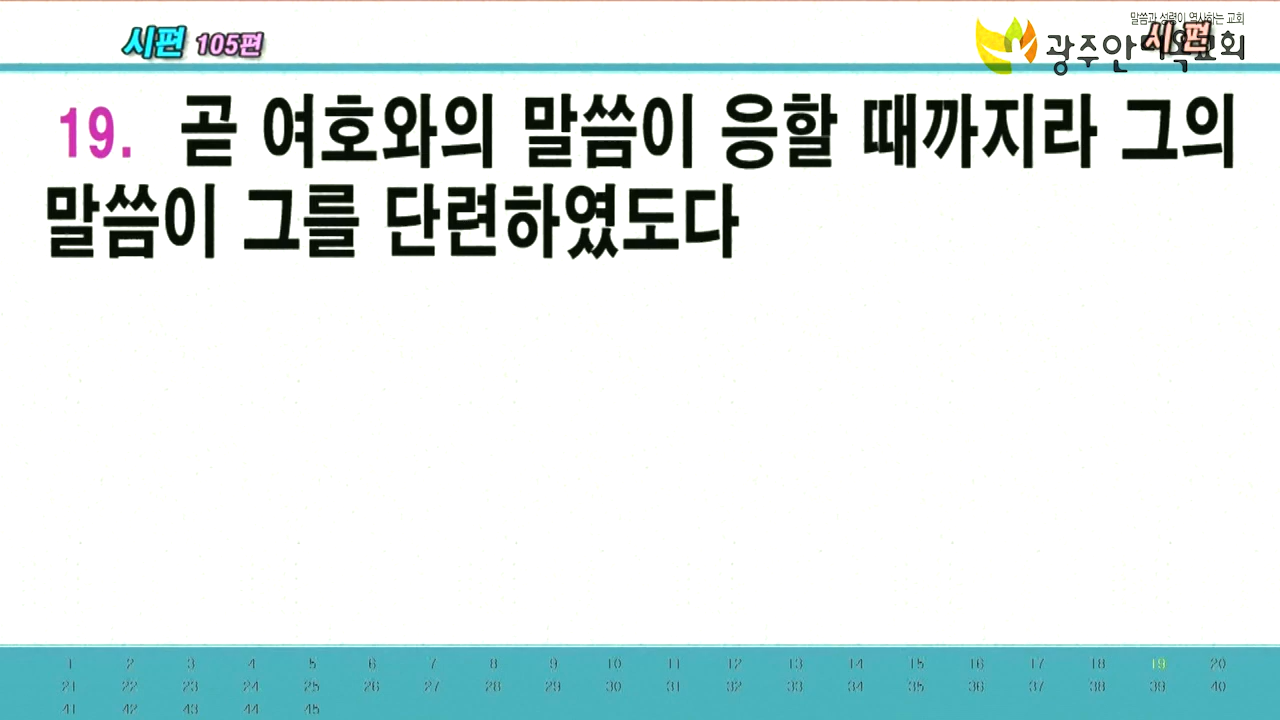 시편 105편
말씀과 성령이 역사하는 교회
시편
광주안디옥교회
19. 곧 여호와의 말씀이 응할 때까지라 그의
말씀이 그를 단련하였도다
1 2 3 4 5 6 7 8 9 10 11 12 13 14 15 16 17 18 19 20
21 22 23 24 25 26 27 28 29 30 31 32 33 34 35 36 37 38 39 40
41 42 43 44 45